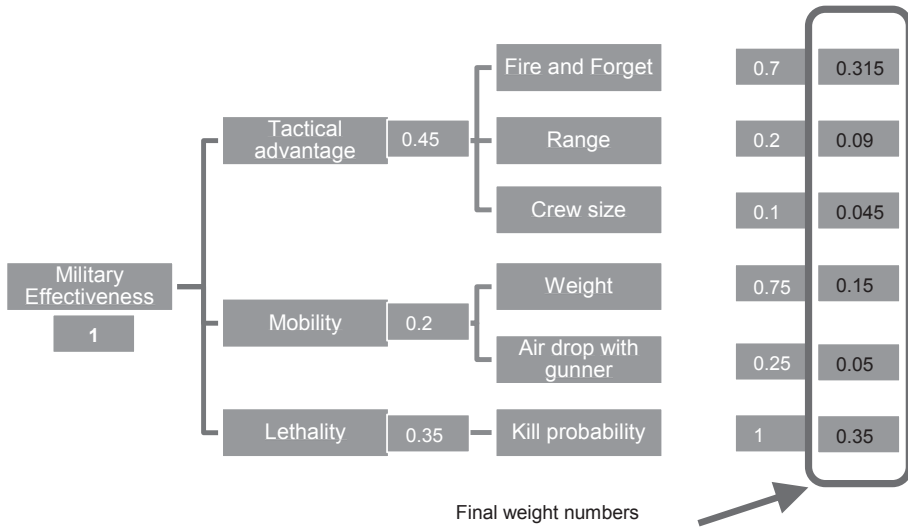 Fire and Forget 0.7 0.315
Tactical
advantage 0.45
Range 0.2 0.09
Crew size 0.1 0.045
Military
Effectiveness
1
Weight 0.75 0.15
Mobility 0.2
Air drop with
gunner 0.25 0.05
Lethality 0.35 Kill probability 1 0.35
Final weight numbers